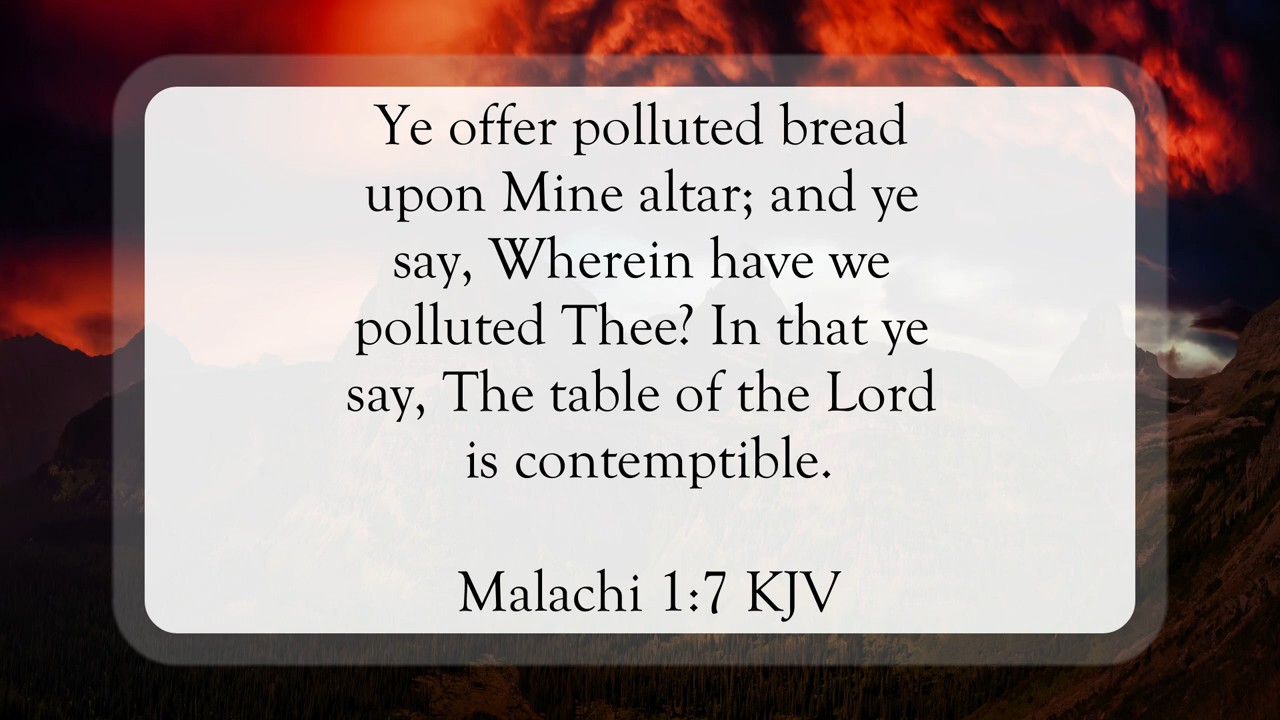 Ye offer polluted bread
upon Mine altar; and ye
say, Wherein have we
polluted Thee? In that ye
say, The table of the Lord
is contemptible.
Malachi 1:7 KJV